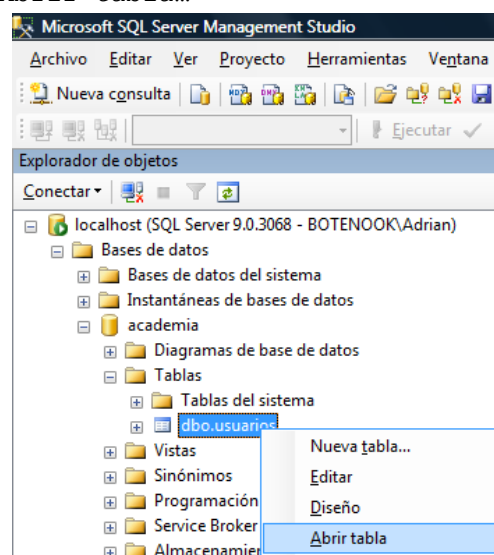 Microsoft SQL Server Management Studio
Archivo Editar Ver Proyecto Herramientas Ventana
Nueva consulta
Ejecutar
Explorador de objetos
Conectar
localhost (SQL Server 9.0.3068 - BOTENOOK\Adrian)
Bases de datos
Bases de datos del sistema
Instantáneas de bases de datos
academia
Diagramas de base de datos
Tablas
Tablas del sistema
dbo.usuarios
Vistas
Nueva tabla...
Sinónimos
Editar
Programación
Diseño
Service Broker
Abrir tabla